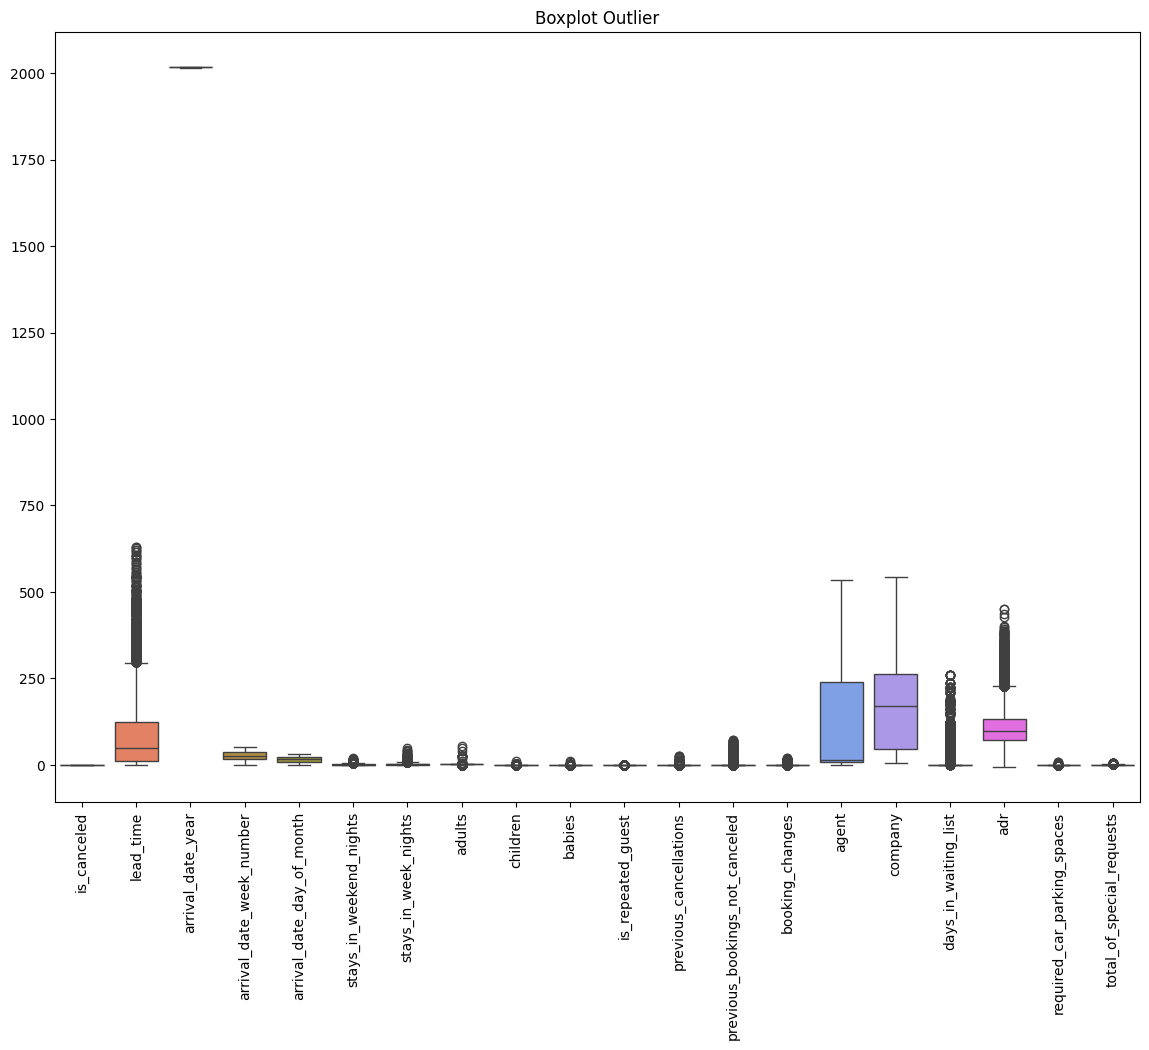 Boxplot Outlier
2000
1750
1500
1250
1000
750
500
250
0
is_canceled
lead_time
arrival_date_year
arrival_date_week_number
arrival_date_day_of_month
stays_in_weekend_nights
stays_in_week_nights
adults
children
babies
is_repeated_guest
previous_cancellations
previous_bookings_not_canceled
booking_changes
agent
company
days_in_waiting_list
adr
required_car_parking_spaces
total_of_special_requests